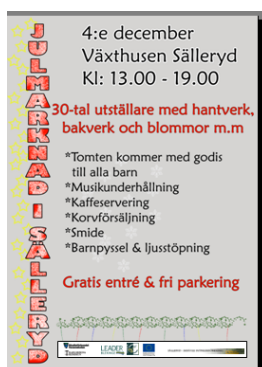 JULMARKNAD I SÄLLERYD
4:e december
Växthusen Sälleryd
Kl: 13.00 - 19.00
30-tal utställare med hantverk,
bakverk och blommor m.m
*Tomten kommer med godis
till alla barn
*Musikunderhållning
*Kaffeservering
*Korvförsäljning
*Smide
*Barnpyssel & ljusstöpning
Gratis entré & fri parkering
LEADER